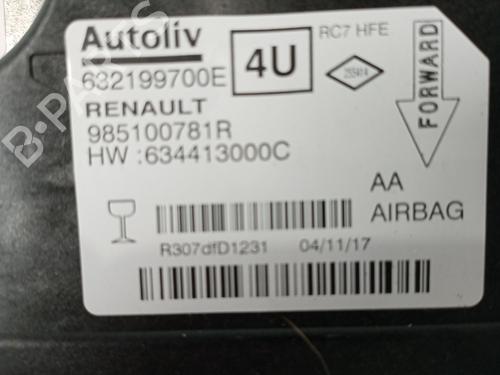 Autoliv
4U
RC7 HFE
632199700E
RENAULT
985100781R
HW :634413000C
FORWARD
AA
AIRBAG
R307dfD1231 04/11/17
B-PARTS